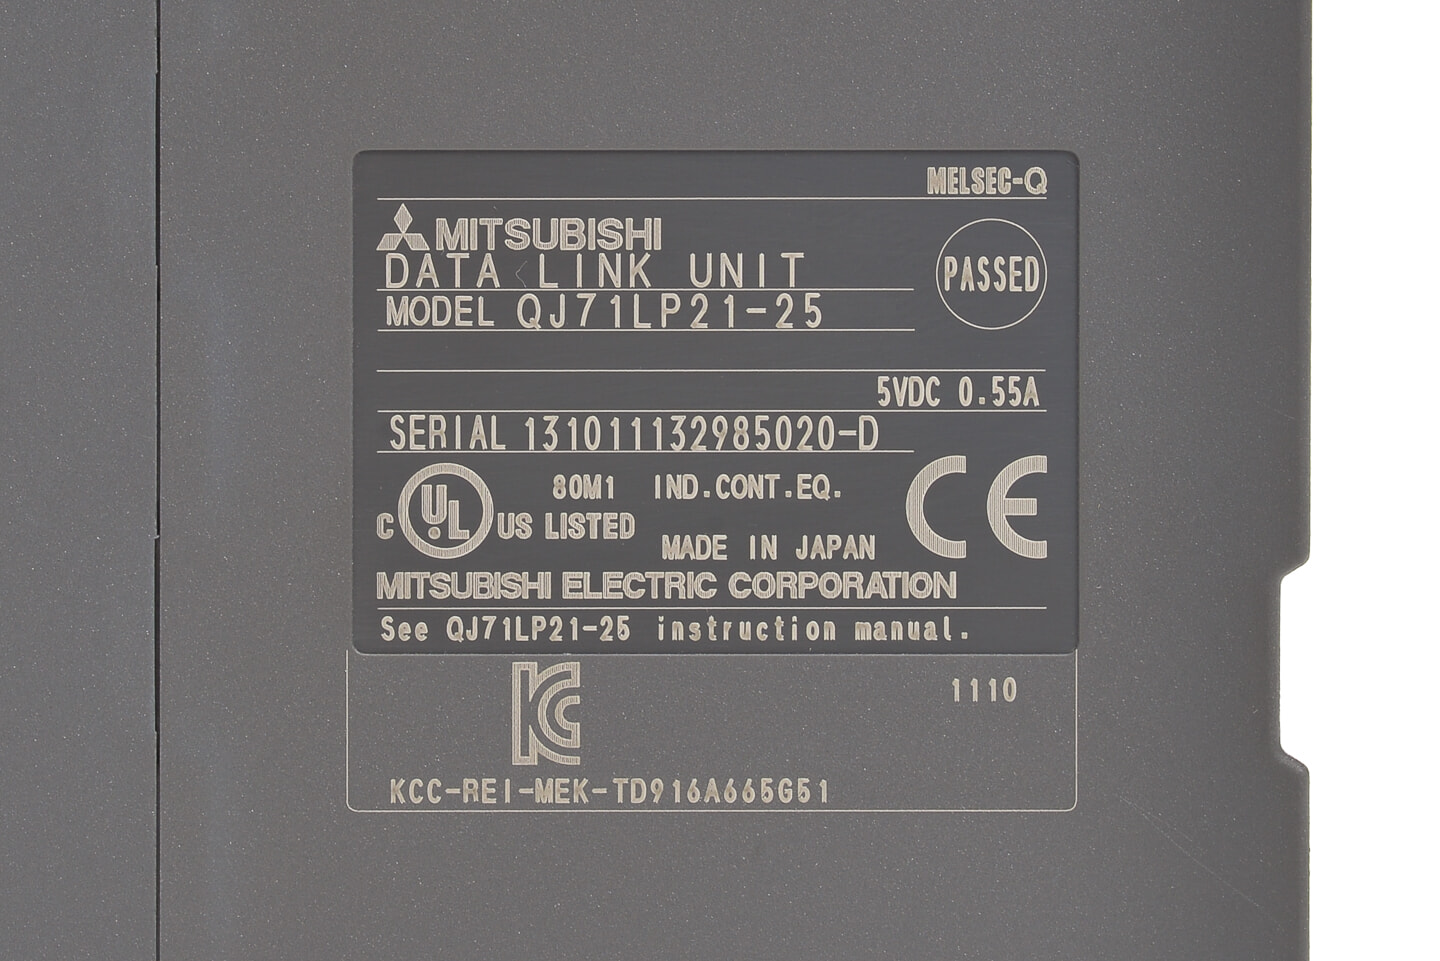 MELSEC-Q
MITSUBISHI
DATA LINK UNIT
PASSED
MODEL QJ71LP21-25
5VDC 0.55A
SERIAL 131011132985020-D
80M1 IND.CONT.EQ.
C UL US LISTED
CE
MADE IN JAPAN
MITSUBISHI ELECTRIC CORPORATION
See QJ71LP21-25 instruction manual.
KC
1110
KCC-REI-MEK-TD916A665G51